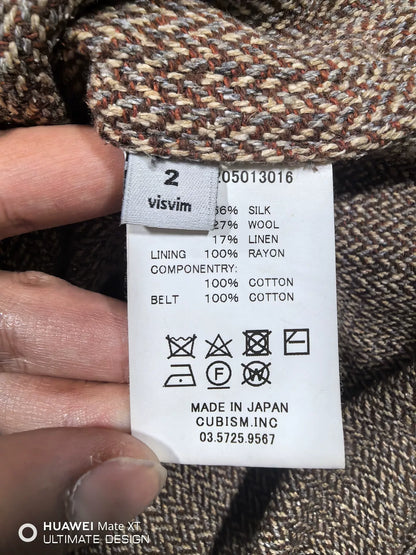 2
visvim
205013016
56% SILK
27% WOOL
17% LINEN
LINING 100% RAYON
COMPONENTRY:
100% COTTON
BELT 100% COTTON
F
W
MADE IN JAPAN
CUBISM.INC
03.5725.9567
HUAWEI Mate XT
ULTIMATE DESIGN